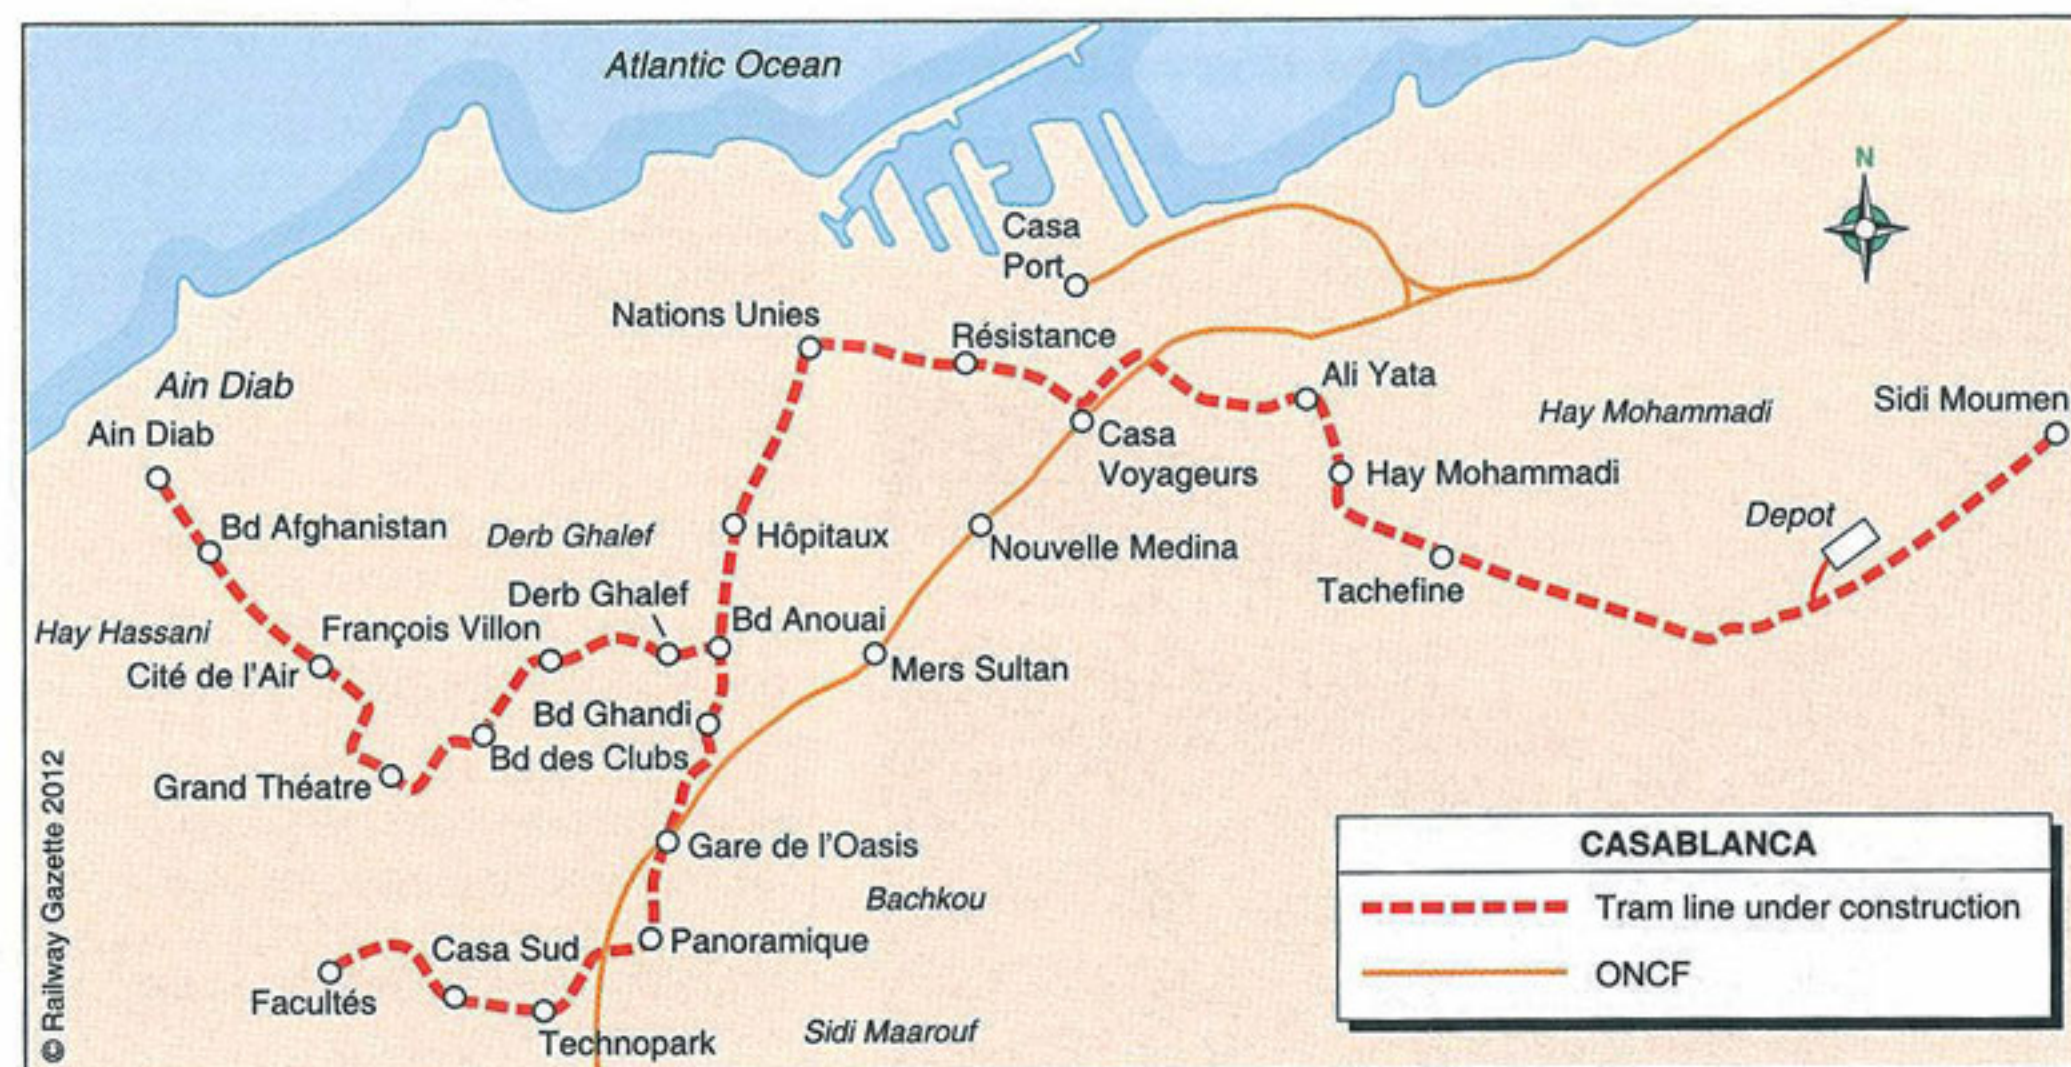 Atlantic Ocean
N
Casa
Port
Nations Unies
Résistance
Ali Yata
Ain Diab
Ain Diab
Sidi Moumen
Hay Mohammadi
Casa
Voyageurs
Hay Mohammadi
Depot
Bd Afghanistan
Derb Ghalef
Hôpitaux
Nouvelle Medina
Tachefine
Derb Ghalef
Hay Hassani
François Villon
Bd Anouai
Cité de l'Air
Mers Sultan
Bd Ghandi
Bd des Clubs
Grand Théatre
Gare de l'Oasis
Bachkou
Casa Sud
Panoramique
Facultés
Technopark
Sidi Maarouf
CASABLANCA
Tram line under construction
ONCF
© Railway Gazette 2012